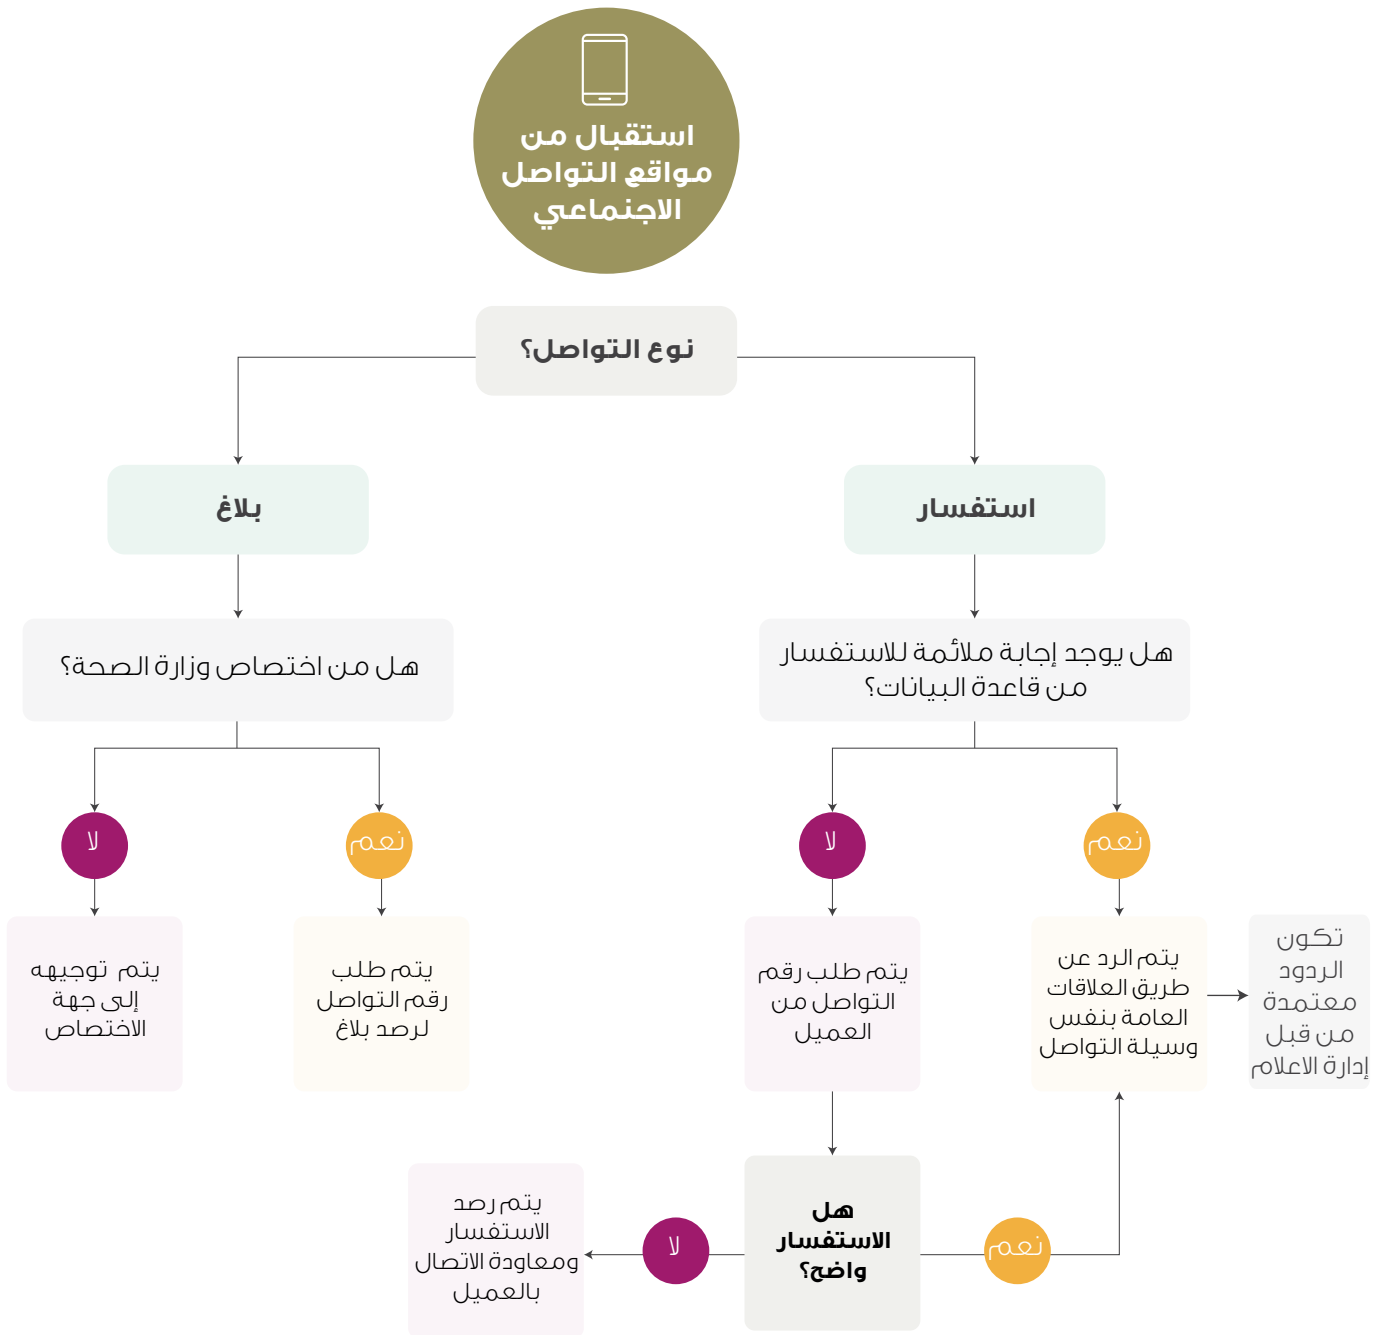 استقبال من
مواقع التواصل
الاجنماعي
نوع التواصل؟
استفسار
بلاغ
هل يوجد إجابة ملائمة للاستفسار
من قاعدة البيانات؟
هل من اختصاص وزارة الصحة؟
نعم
لا
نعم
لا
تكون
الردود
معتمدة
من قبل
إدارة الاعلام
يتم الرد عن
طريق العلاقات
العامة بنفس
وسيلة التواصل
يتم طلب رقم
التواصل من
العميل
يتم طلب
رقم التواصل
لرصد بلاغ
يتم توجيهه
إلى جهة
الاختصاص
نعم
هل
الاستفسار
واضح؟
لا
يتم رصد
الاستفسار
ومعاودة الاتصال
بالعميل